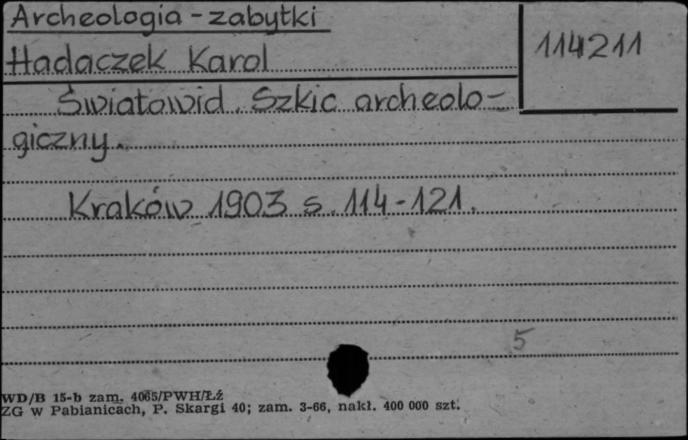 Archeologia - zabytki
114211
Hadaczek Karol
Światowid. Szkic archeolo-
giczny.
Kraków 1903 s. 114-121.
5
WD/B 15-b zam. 4065/PWH/Łź
ZG w Pabianicach, P. Skargi 40; zam. 3-66, nakł. 400 000 szt.